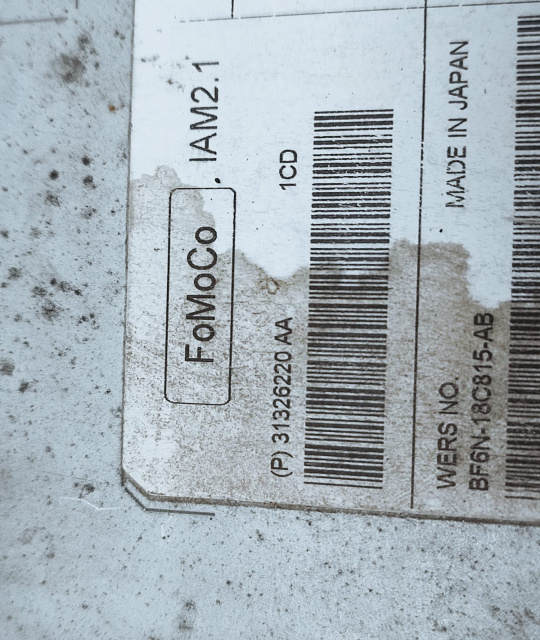 FoMoCo IAM2.1
1CD
(P) 31326220 AA
MADE IN JAPAN
WERS NO.
BF6N-18C815-AB